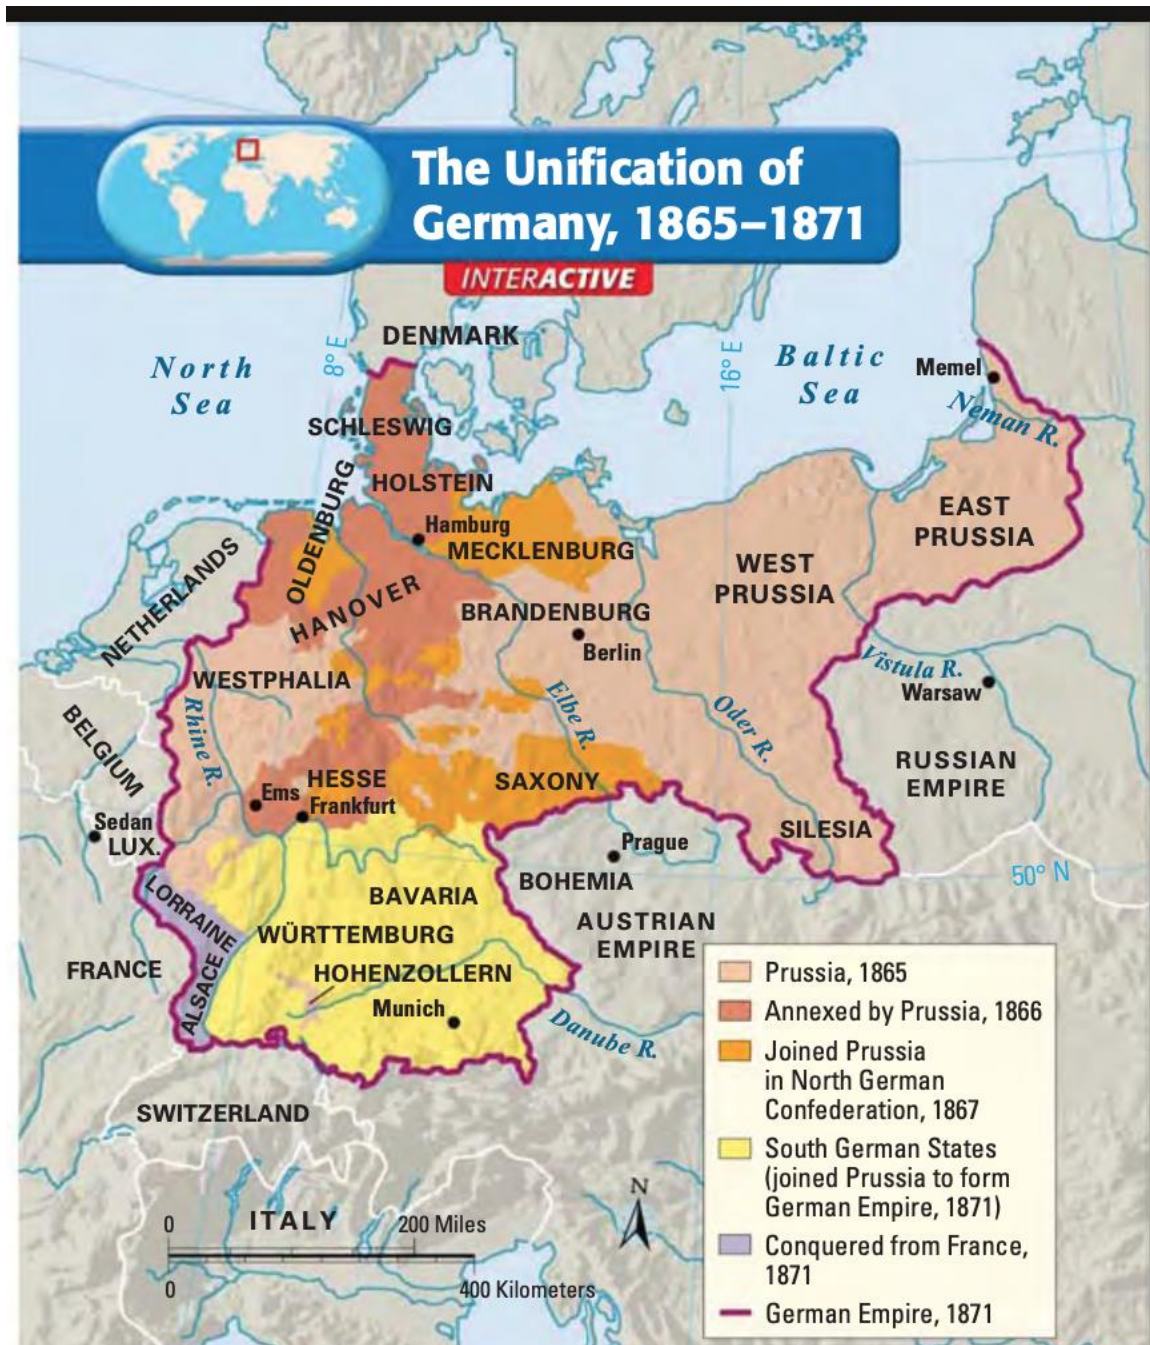 The Unification of
Germany, 1865–1871
INTERACTIVE
DENMARK
North
Sea
8° E
16° E
Baltic
Sea
Memel
Neman R.
SCHLESWIG
HOLSTEIN
Hamburg
MECKLENBURG
OLDENBURG
HANOVER
NETHERLANDS
EAST
PRUSSIA
WEST
PRUSSIA
BRANDENBURG
Berlin
WESTPHALIA
Rhine R.
Elbe R.
Oder R.
Vistula R.
Warsaw
RUSSIAN
EMPIRE
BELGIUM
HESSE
Ems
Frankfurt
SAXONY
Sedan
LUX.
SILESIA
Prague
BOHEMIA
50° N
LORRAINE
ALSACE
BAVARIA
WÜRTTEMBURG
HOHENZOLLERN
Munich
AUSTRIAN
EMPIRE
FRANCE
Danube R.
SWITZERLAND
ITALY
0
200 Miles
0
400 Kilometers
N
Prussia, 1865
Annexed by Prussia, 1866
Joined Prussia
in North German
Confederation, 1867
South German States
(joined Prussia to form
German Empire, 1871)
Conquered from France,
1871
German Empire, 1871